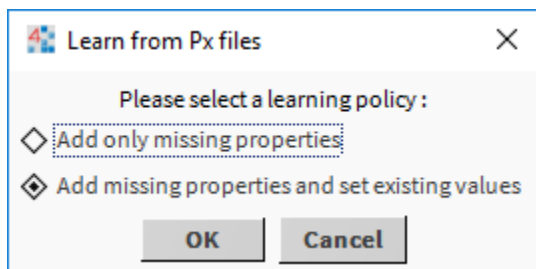 Learn from Px files
Please select a learning policy :
Add only missing properties
Add missing properties and set existing values
OK Cancel